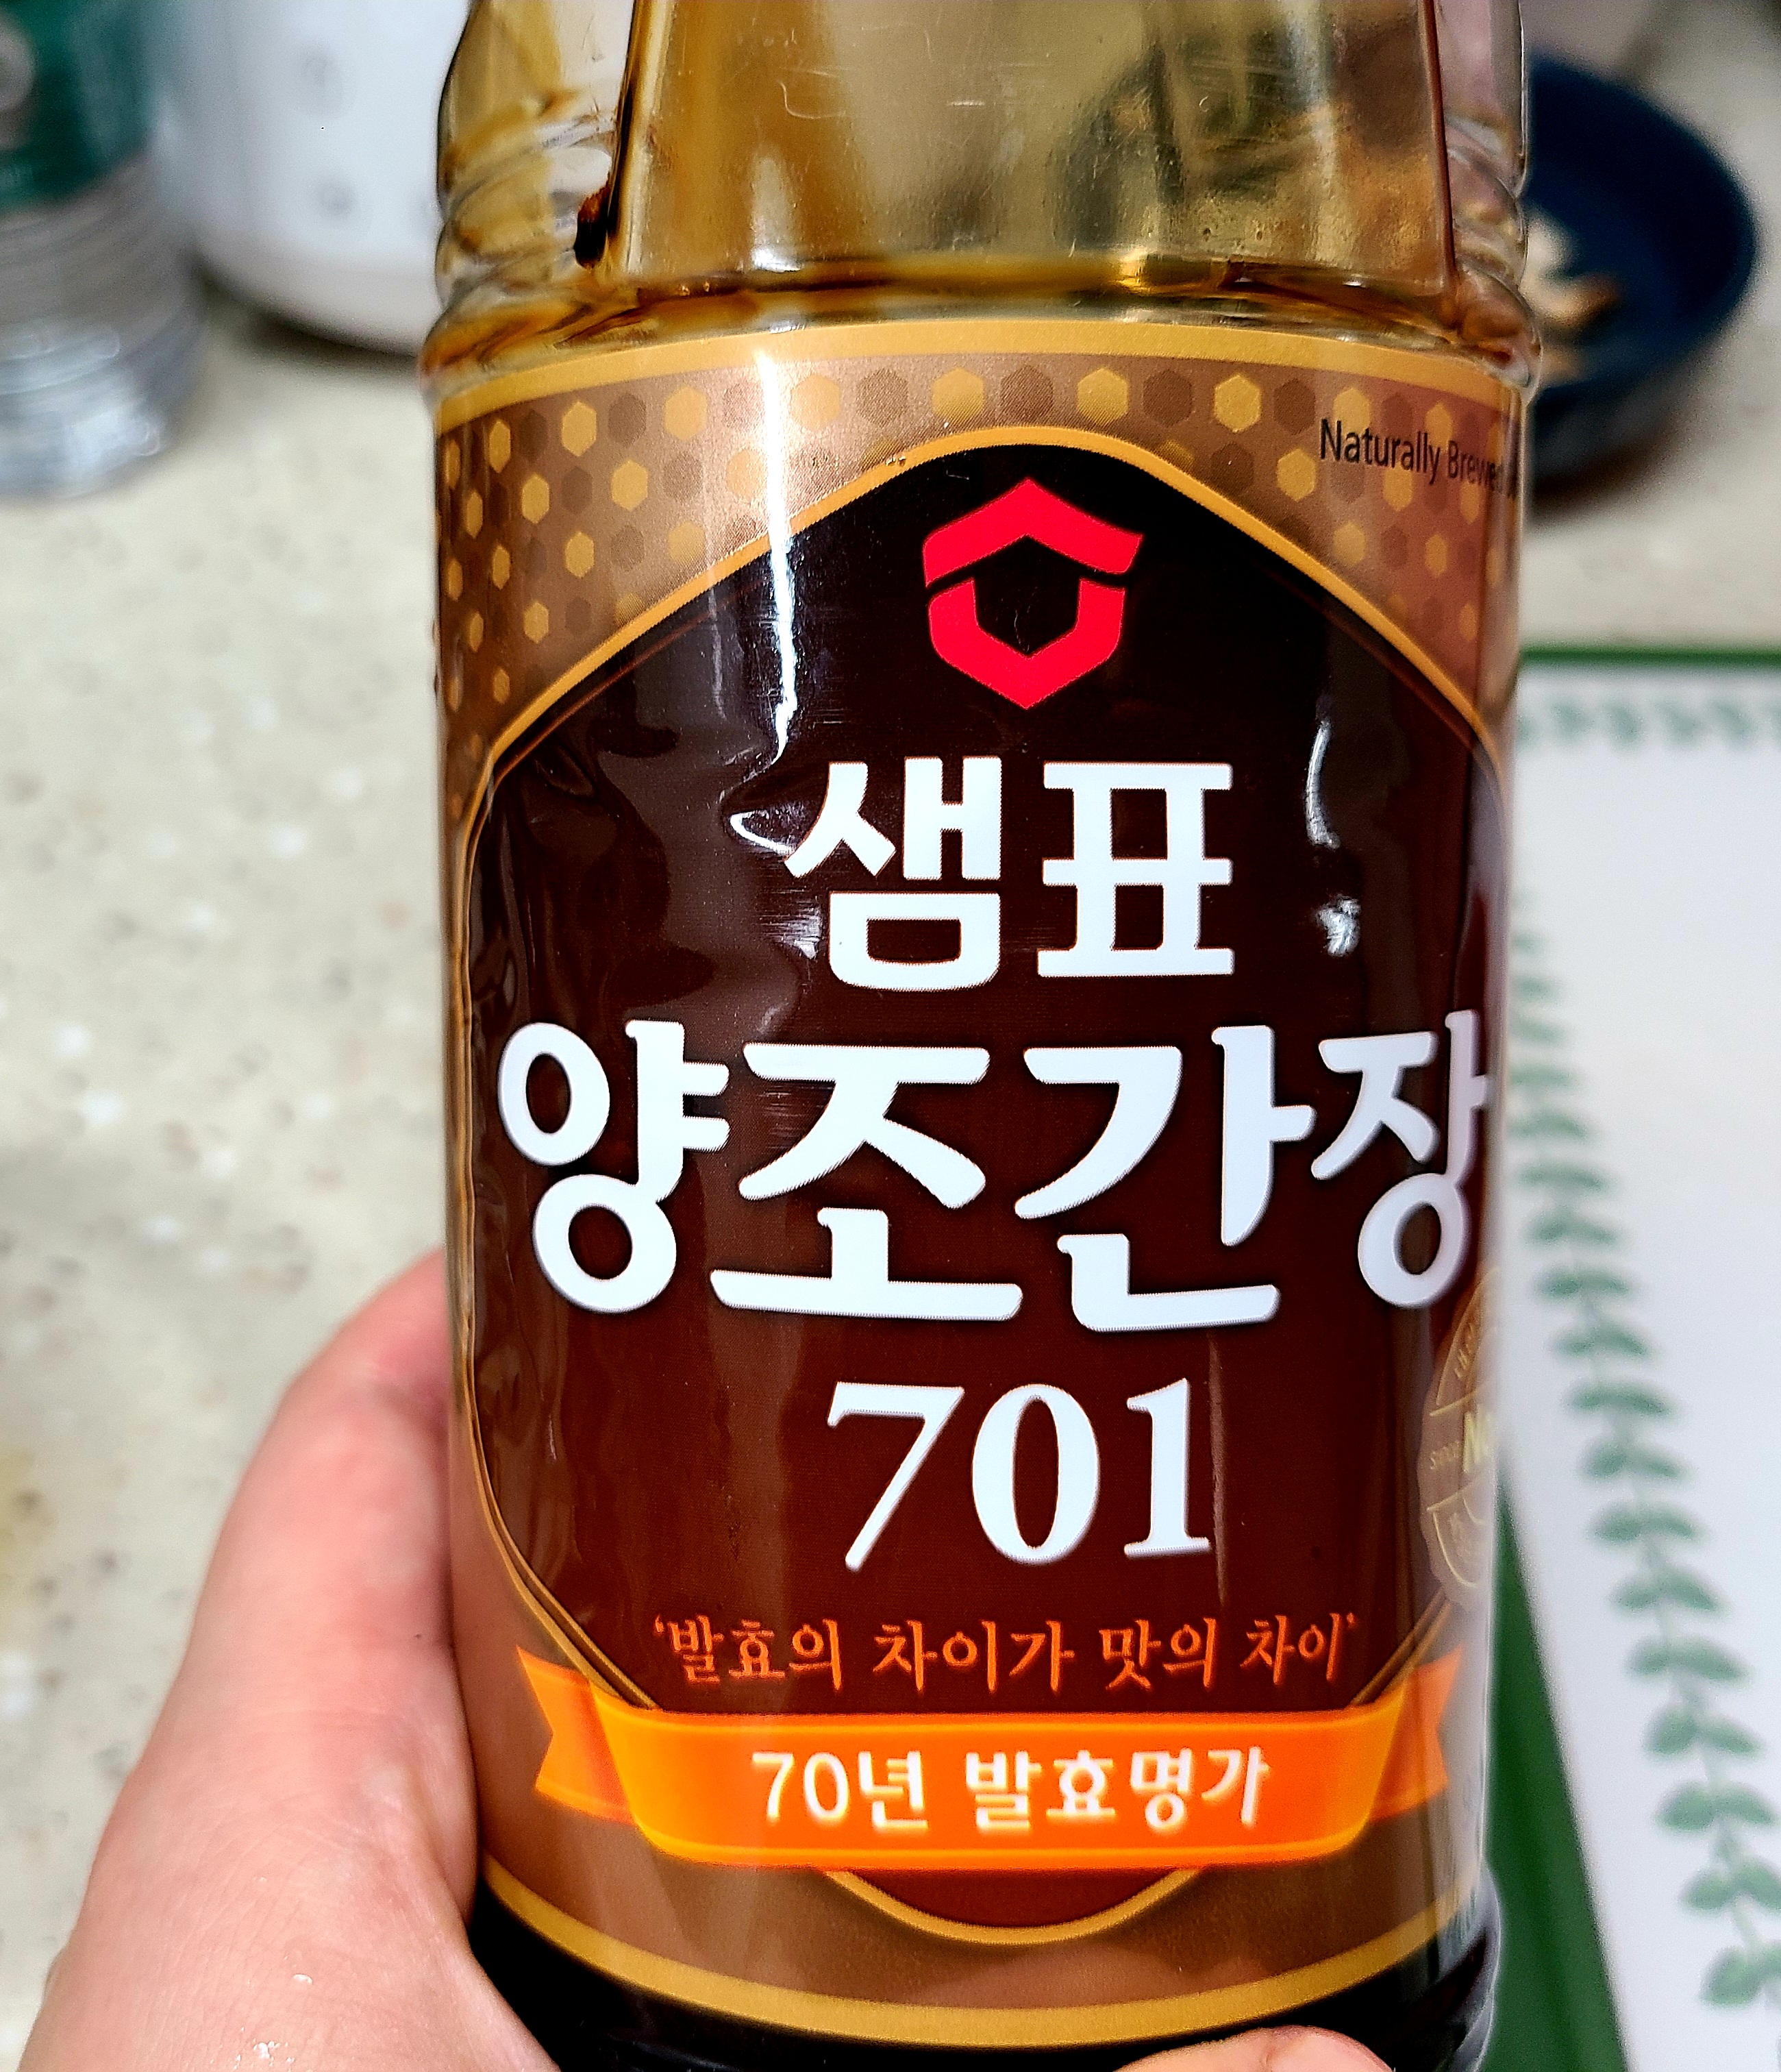 Naturally Brewed
샘표
양조간장
701
'발효의 차이가 맛의 차이'
70년 발효명가